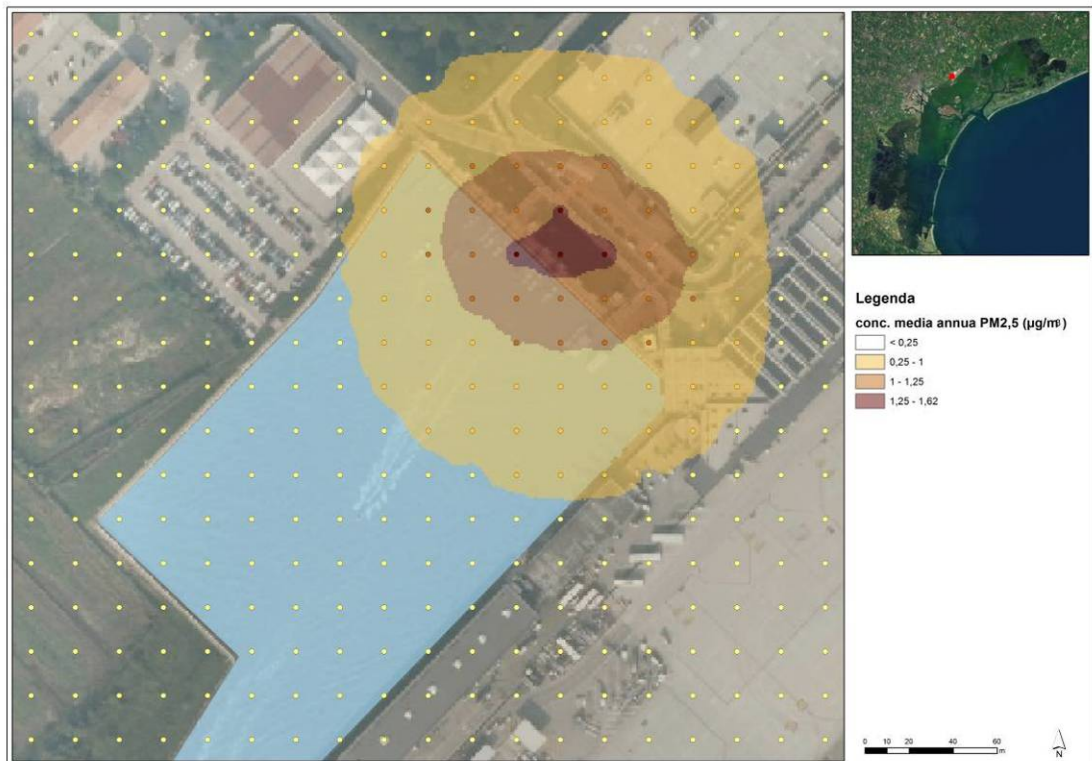 Legenda
conc. media annua PM2,5 (µg/m³)
< 0,25
0,25 - 1
1 - 1,25
1,25 - 1,62
0 10 20 40 60
m
N